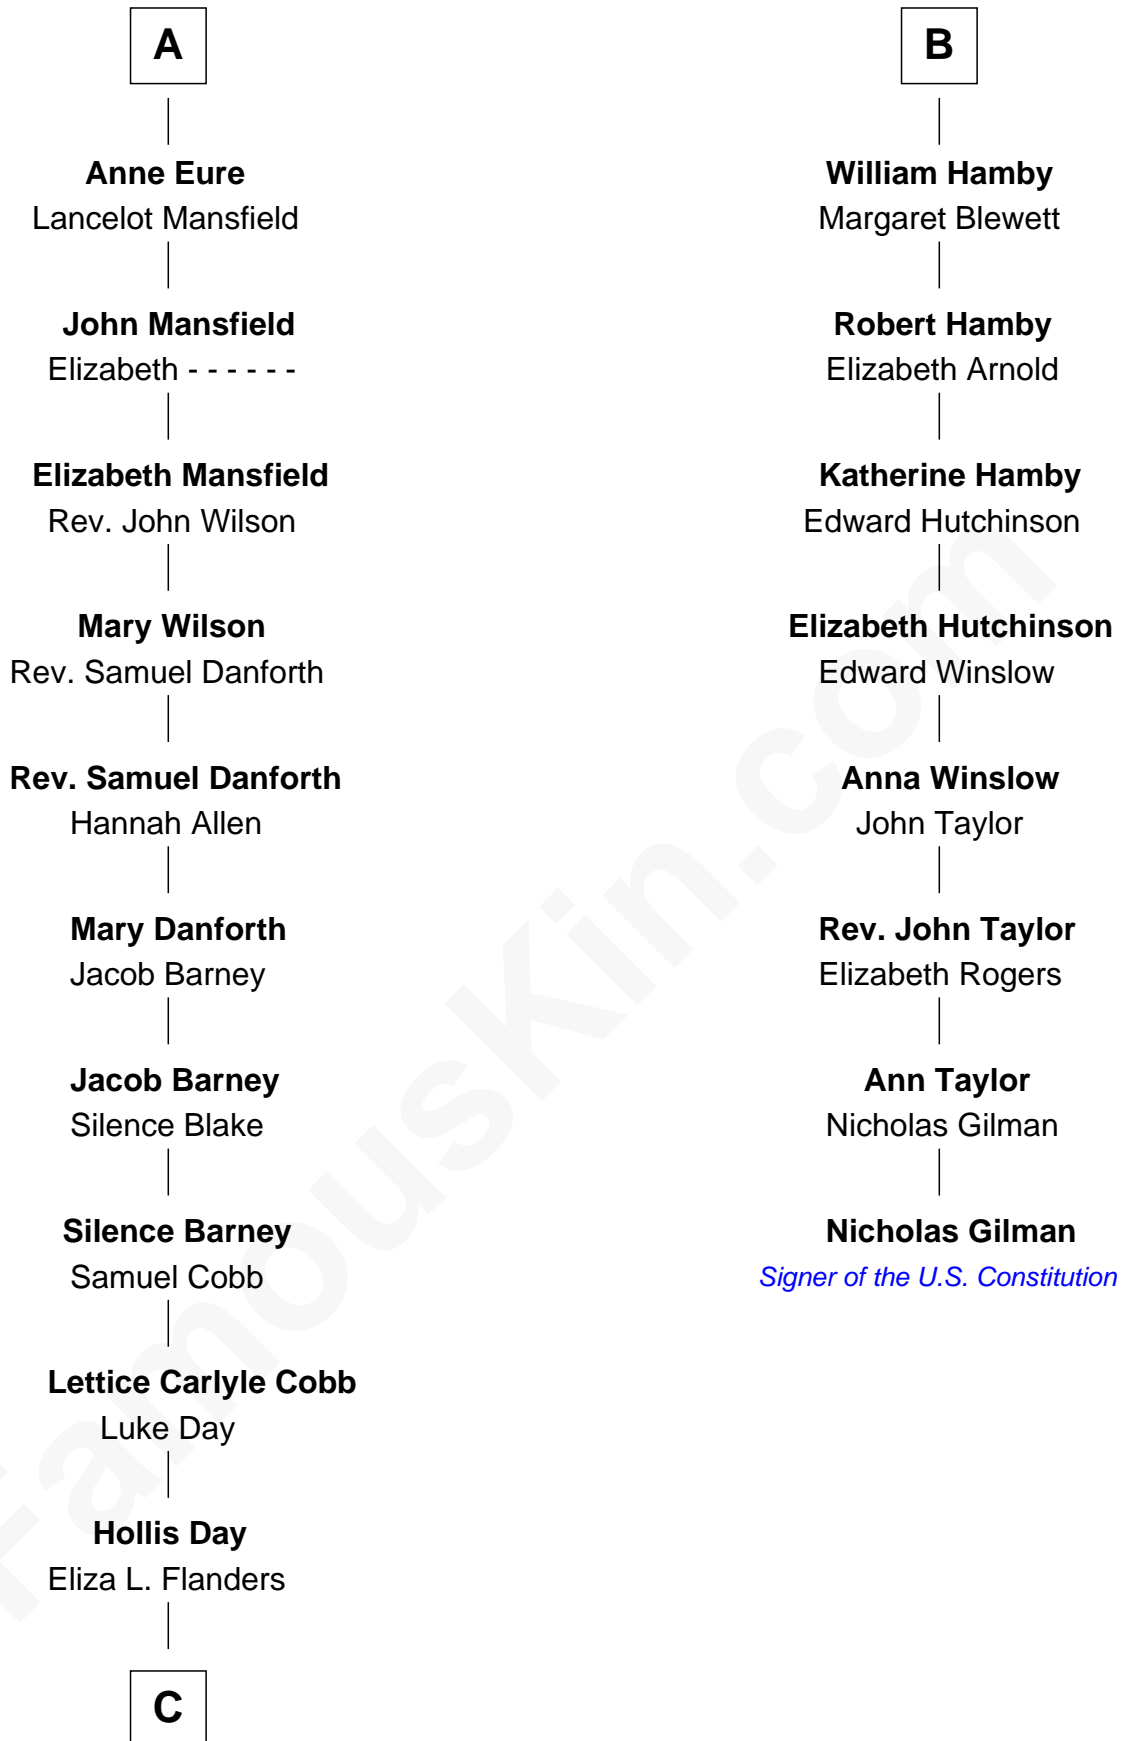 A
Anne Eure
Lancelot Mansfield
John Mansfield
Elizabeth - - - - - -
Elizabeth Mansfield
Rev. John Wilson
Mary Wilson
Rev. Samuel Danforth
Rev. Samuel Danforth
Hannah Allen
Mary Danforth
Jacob Barney
Jacob Barney
Silence Blake
Silence Barney
Samuel Cobb
Lettice Carlyle Cobb
Luke Day
Hollis Day
Eliza L. Flanders
C
B
William Hamby
Margaret Blewett
Robert Hamby
Elizabeth Arnold
Katherine Hamby
Edward Hutchinson
Elizabeth Hutchinson
Edward Winslow
Anna Winslow
John Taylor
Rev. John Taylor
Elizabeth Rogers
Ann Taylor
Nicholas Gilman
Nicholas Gilman
Signer of the U.S. Constitution
FamousKin.com